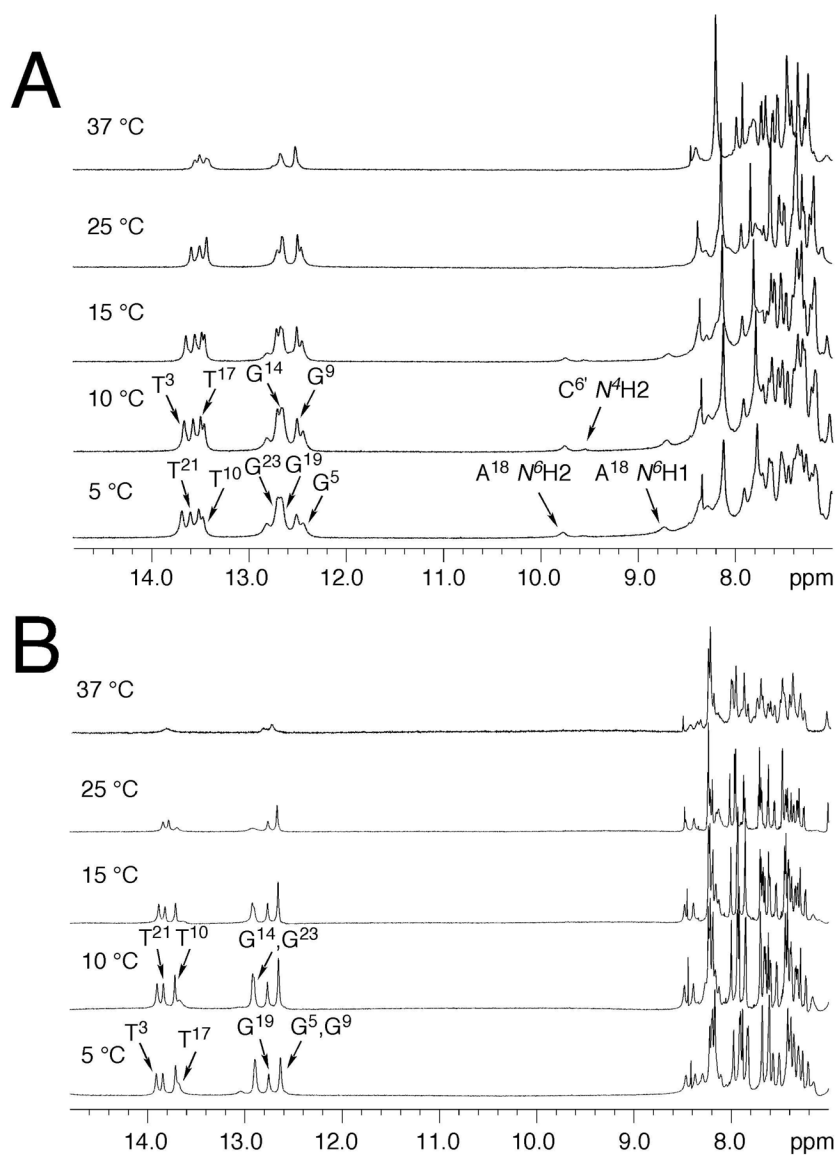 A
37 °C
25 °C
15 °C
10 °C
T³ T¹⁷ G¹⁴ G⁹
C⁶' N⁴H2
5 °C
T²¹ T¹⁰ G²³ G¹⁹ G⁵
A¹⁸ N⁶H2 A¹⁸ N⁶H1
14.0 13.0 12.0 11.0 10.0 9.0 8.0 ppm
B
37 °C
25 °C
15 °C
10 °C
T²¹ T¹⁰ G¹⁴,G²³
5 °C
T³ T¹⁷ G¹⁹ G⁵,G⁹
14.0 13.0 12.0 11.0 10.0 9.0 8.0 ppm